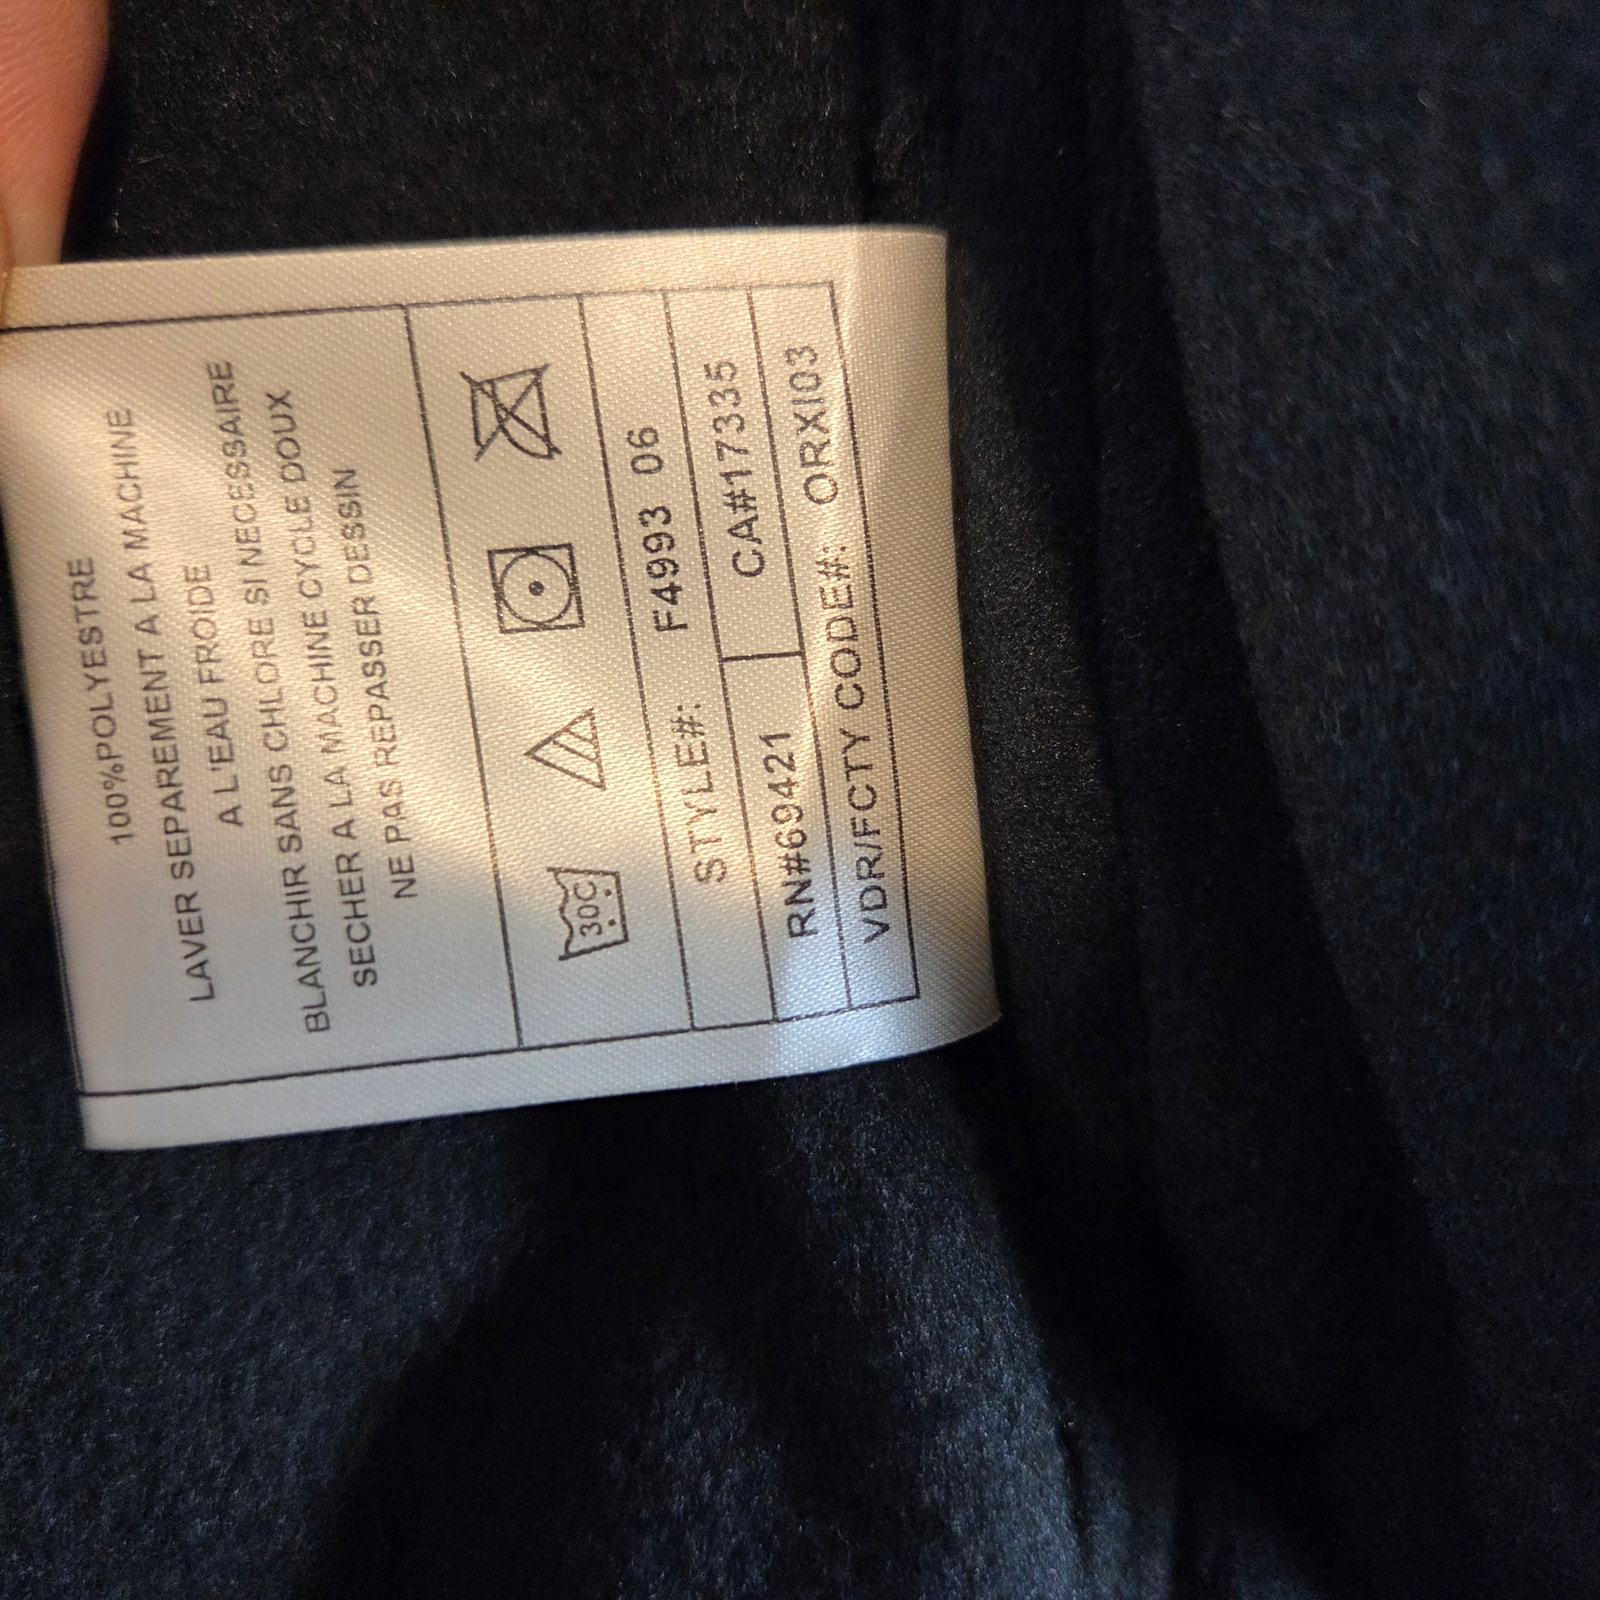 100%POLYESTRE
LAVER SEPAREMENT A LA MACHINE
A L'EAU FROIDE
BLANCHIR SANS CHLORE SI NECESSAIRE
SECHER A LA MACHINE CYCLE DOUX
NE PAS REPASSER DESSIN
30C
STYLE#: F4993 06
RN#69421 CA#17335
VDR/FCTY CODE#: ORXI03